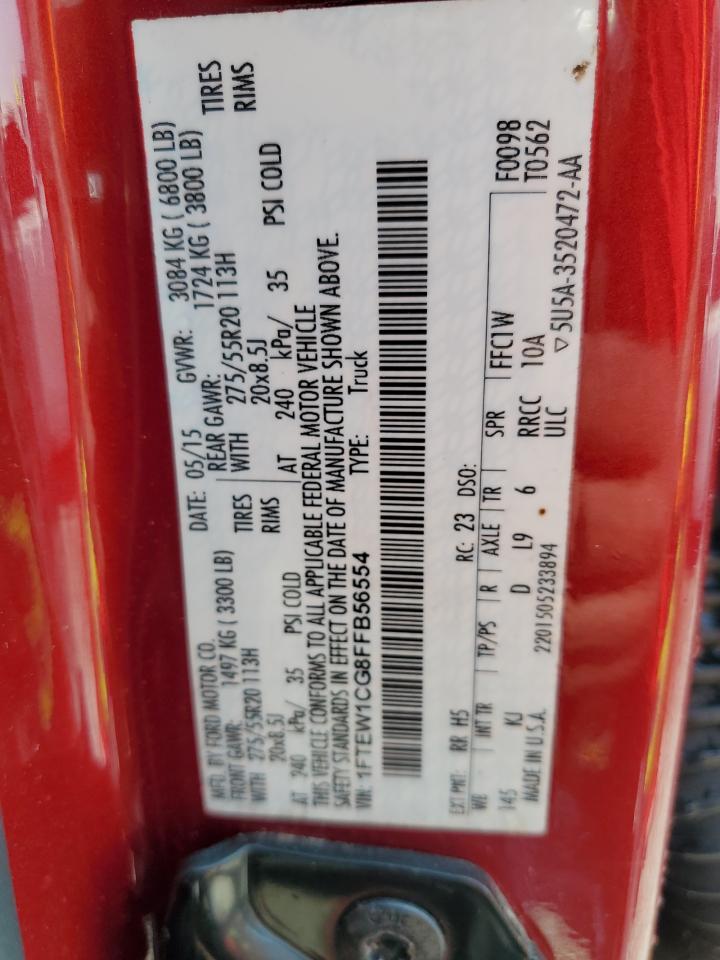 MFD. BY FORD MOTOR CO. DATE: 05/15 GVWR: 3084 KG ( 6800 LB)
FRONT GAWR: 1497 KG ( 3300 LB) REAR GAWR: 1724 KG ( 3800 LB)
WITH 275/55R20 113H TIRES WITH 275/55R20 113H TIRES
20x8.5J RIMS 20x8.5J RIMS
AT 240 kPa/ 35 PSI COLD AT 240 kPa/ 35 PSI COLD
THIS VEHICLE CONFORMS TO ALL APPLICABLE FEDERAL MOTOR VEHICLE
SAFETY STANDARDS IN EFFECT ON THE DATE OF MANUFACTURE SHOWN ABOVE.
VIN: 1FTEW1CG8FFB56554 TYPE: Truck
EXT PNT: RR H5 RC: 23 DSO: F0098
WB INT TR TP/PS R AXLE TR SPR FFC1W T0562
145 KJ D L9 6 RRCC 10A
MADE IN U.S.A. 2201505233894 ULC ▽5U5A-3520472-AA